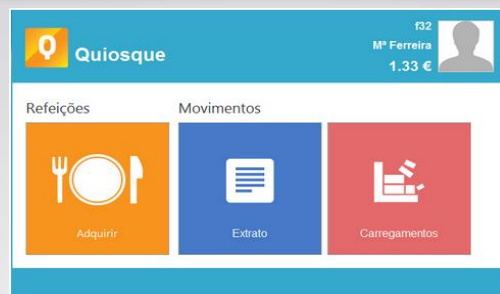 f32
Q Quiosque
Mª Ferreira
1.33 €
Refeições
Movimentos
Adquirir
Extrato
Carregamentos